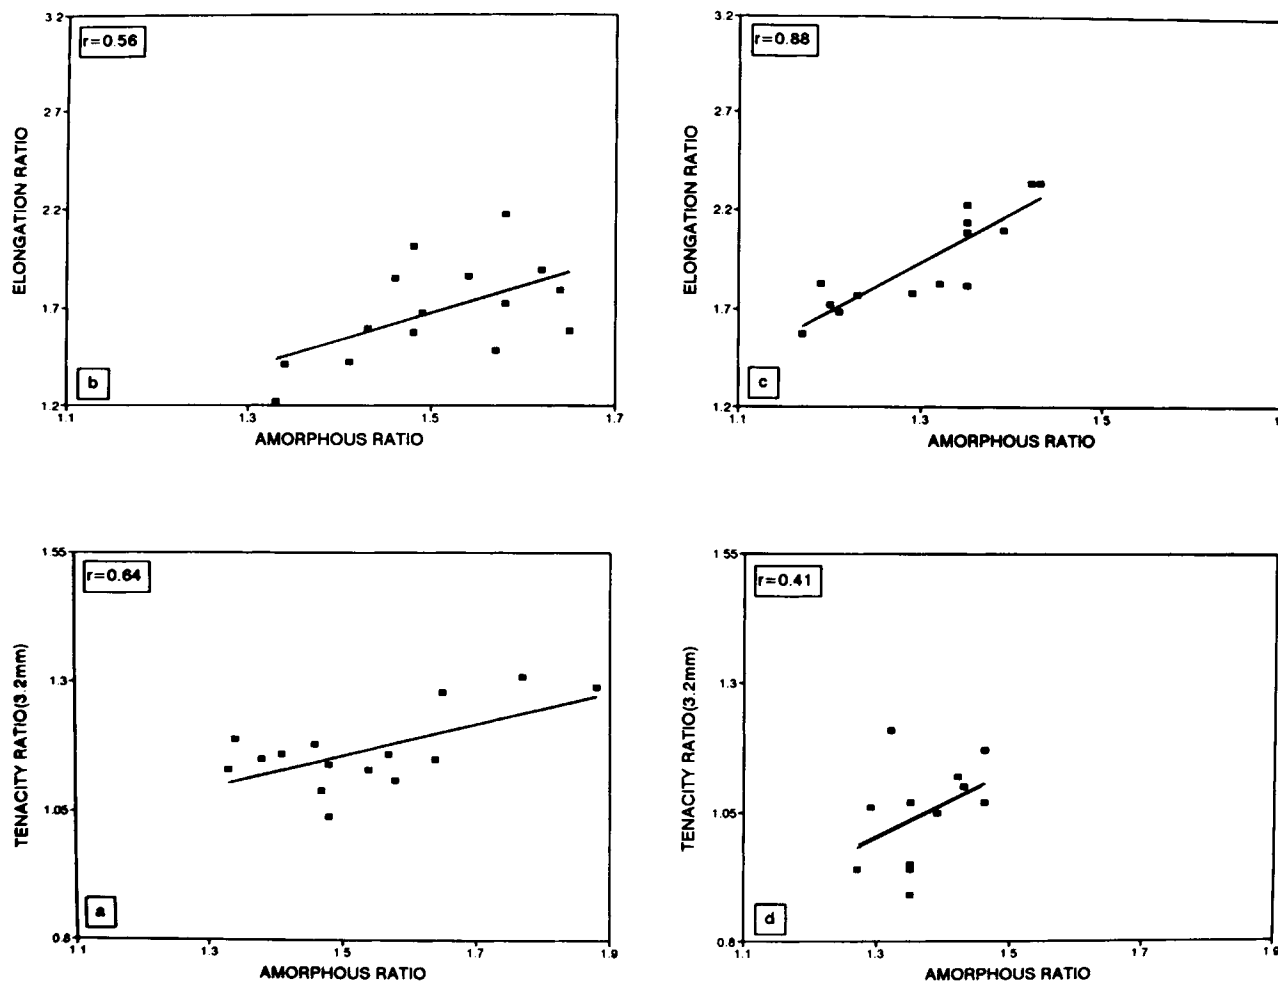 3.2
r=0.56
2.7
ELONGATION RATIO
2.2
1.7
b
1.2
1.1
1.3
1.5
1.7
AMORPHOUS RATIO
3.2
r=0.88
2.7
ELONGATION RATIO
2.2
1.7
c
1.2
1.1
1.3
1 5
AMORPHOUS RATIO
1 55
r=0.64
1.3
TENACITY RATIO(3.2mm)
1.05
a
0.8
1.1
1.3
1.5
1.7
1.9
AMORPHOUS RATIO
1.55
r=0.41
1.3
TENACITY RATIO(3.2mm)
1.05
d
0.8
1.1
1.3
1.5
1.7
1 9
AMORPHOUS RATIO